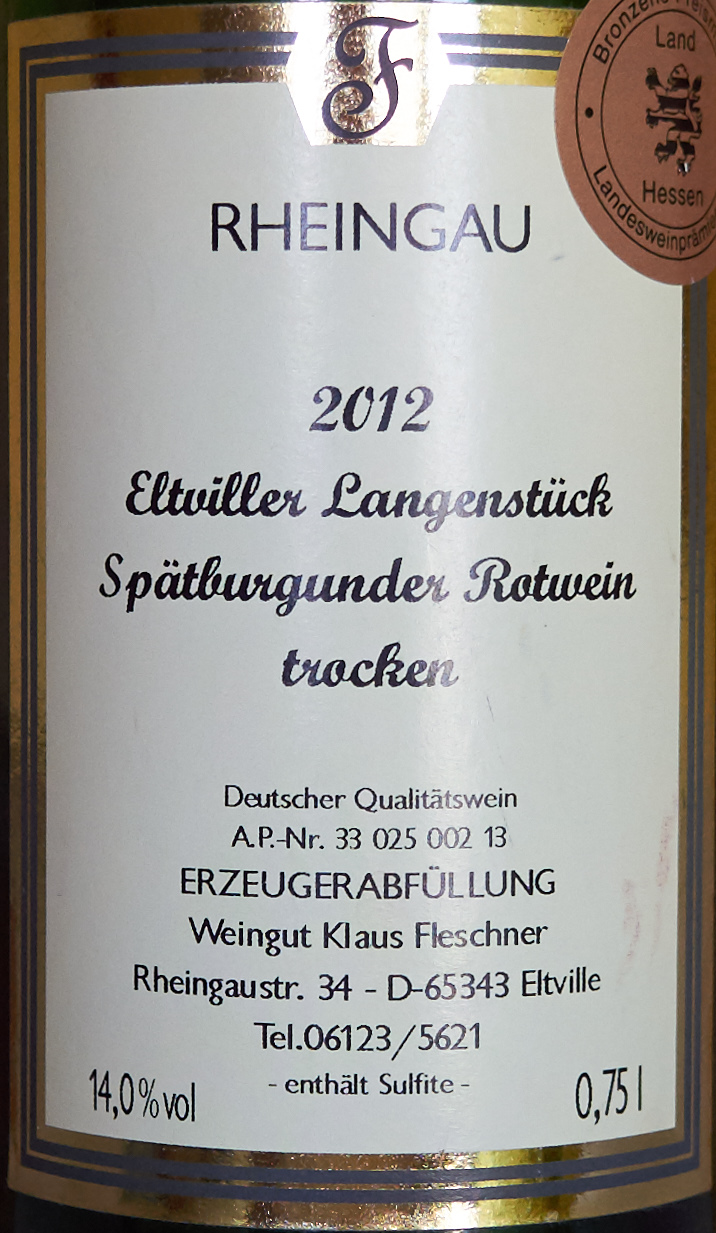 F
Bronzener
Land
Hessen
RHEINGAU
2012
Eltviller Langenstück
Spätburgunder Rotwein
trocken
Deutscher Qualitätswein
A.P.-Nr. 33 025 002 13
ERZEUGERABFÜLLUNG
Weingut Klaus Fleschner
Rheingaustr. 34 - D-65343 Eltville
Tel.06123/5621
- enthält Sulfite -
14,0%vol
0,75 l